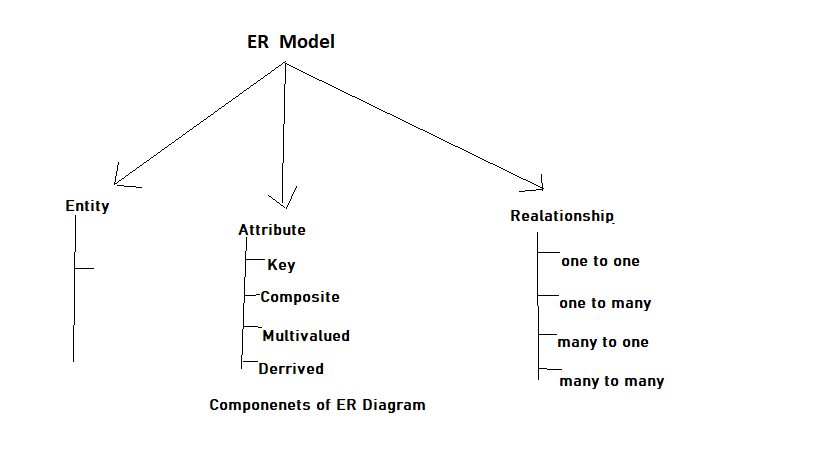 ER Model
Entity
Attribute
Key
Composite
Multivalued
Derrived
Realationship
one to one
one to many
many to one
many to many
Componenets of ER Diagram